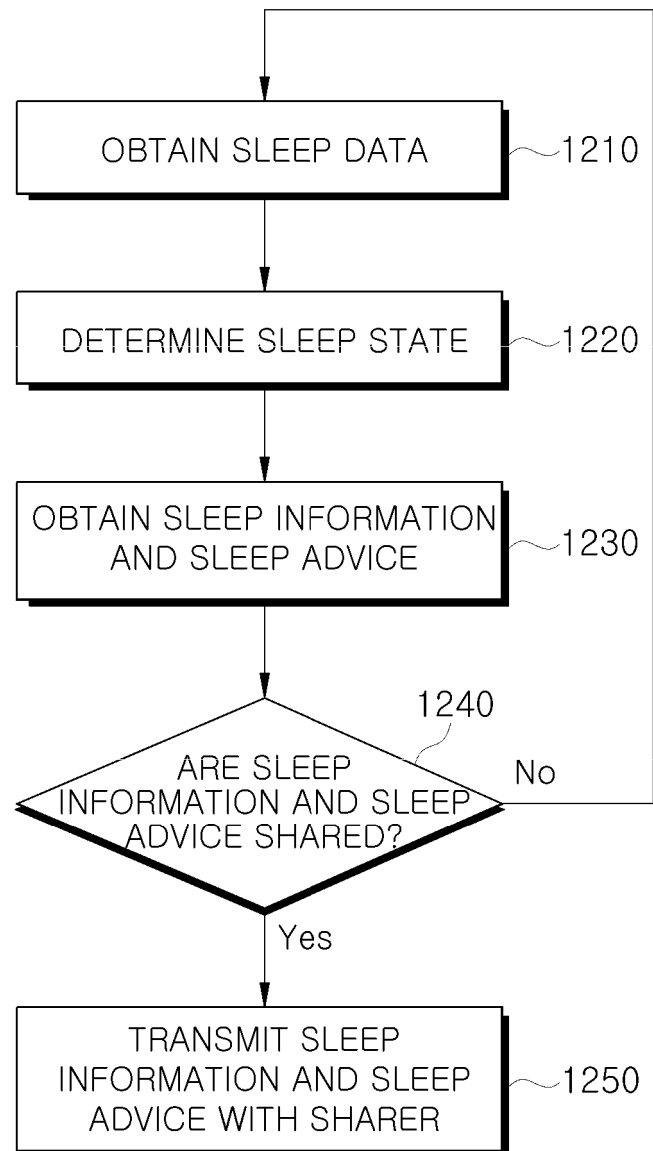 OBTAIN SLEEP DATA
1210
DETERMINE SLEEP STATE
1220
OBTAIN SLEEP INFORMATION
AND SLEEP ADVICE
1230
1240
ARE SLEEP
INFORMATION AND SLEEP
ADVICE SHARED?
No
Yes
TRANSMIT SLEEP
INFORMATION AND SLEEP
ADVICE WITH SHARER
1250